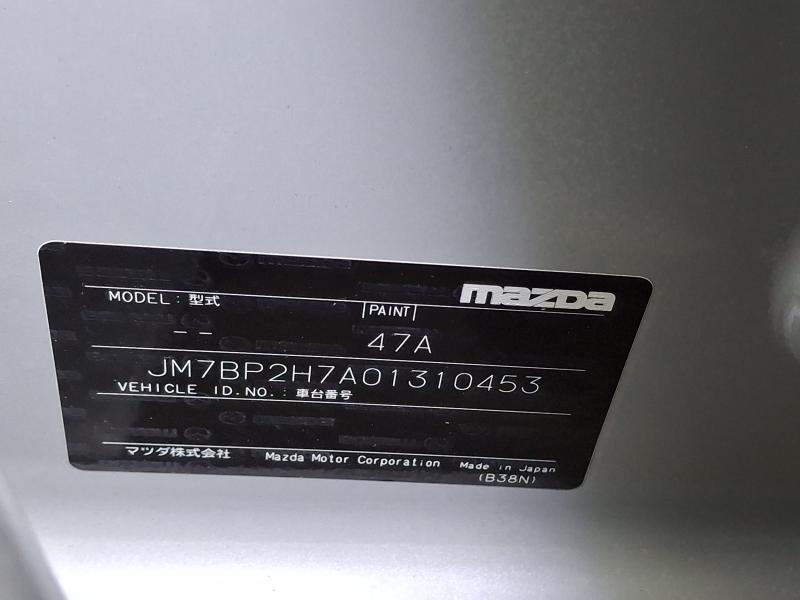 mazda
MODEL : 型式
PAINT
- -
47A
JM7BP2H7A01310453
VEHICLE ID.NO. : 車台番号
マツダ株式会社 Mazda Motor Corporation Made in Japan
(B38N)